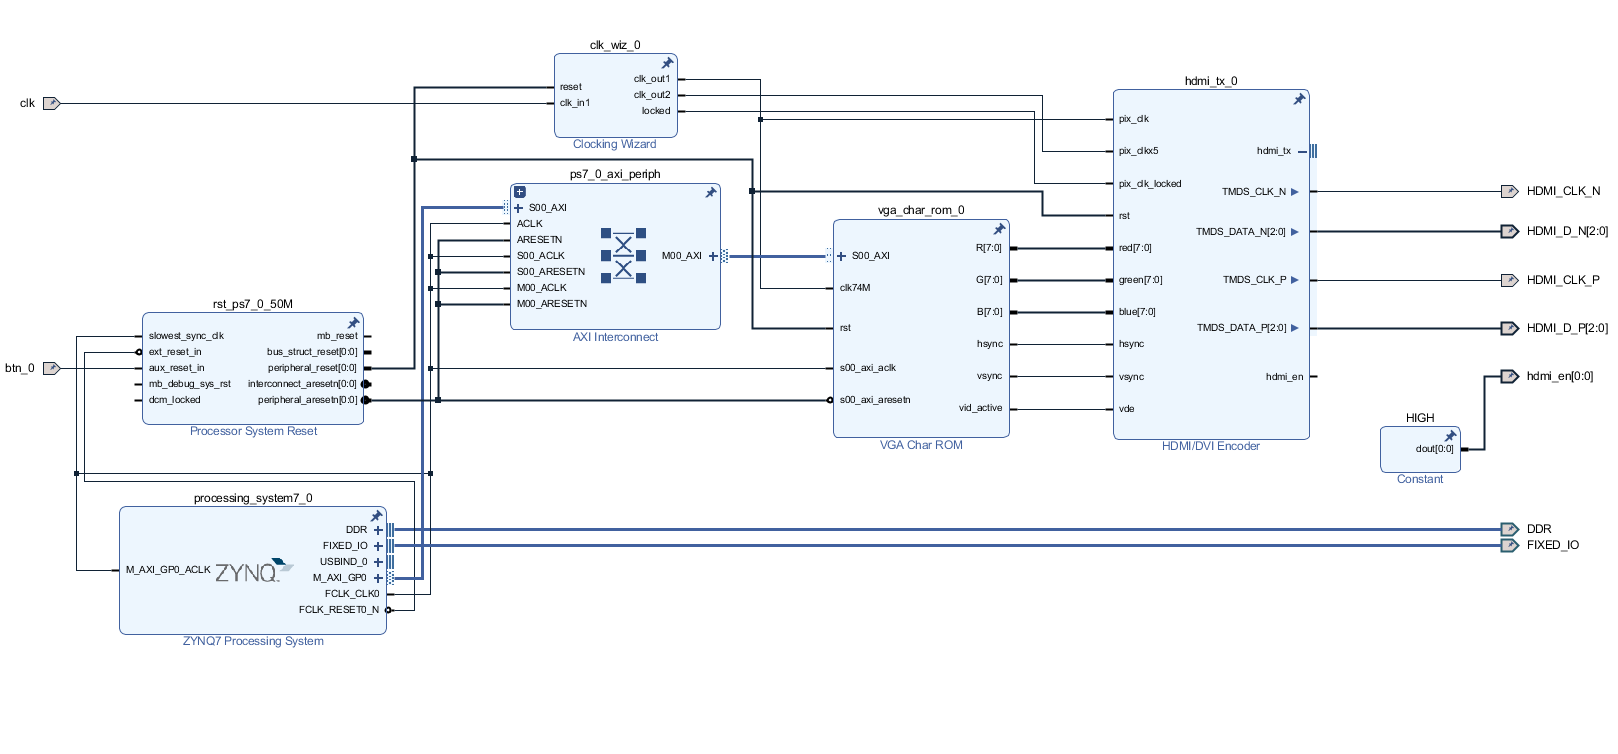 clk
btn_0
clk_wiz_0
reset
clk_in1
clk_out1
clk_out2
locked
Clocking Wizard
ps7_0_axi_periph
S00_AXI
ACLK
ARESETN
S00_ACLK
S00_ARESETN
M00_ACLK
M00_ARESETN
M00_AXI
AXI Interconnect
rst_ps7_0_50M
slowest_sync_clk
ext_reset_in
aux_reset_in
mb_debug_sys_rst
dcm_locked
mb_reset
bus_struct_reset[0:0]
peripheral_reset[0:0]
interconnect_aresetn[0:0]
peripheral_aresetn[0:0]
Processor System Reset
processing_system7_0
M_AXI_GP0_ACLK
ZYNQ
DDR
FIXED_IO
USBIND_0
M_AXI_GP0
FCLK_CLK0
FCLK_RESET0_N
ZYNQ7 Processing System
vga_char_rom_0
S00_AXI
clk74M
rst
s00_axi_aclk
s00_axi_aresetn
R[7:0]
G[7:0]
B[7:0]
hsync
vsync
vid_active
VGA Char ROM
hdmi_tx_0
pix_clk
pix_clkx5
pix_clk_locked
rst
red[7:0]
green[7:0]
blue[7:0]
hsync
vsync
vde
hdmi_tx
TMDS_CLK_N
TMDS_DATA_N[2:0]
TMDS_CLK_P
TMDS_DATA_P[2:0]
hdmi_en
HDMI/DVI Encoder
HIGH
dout[0:0]
Constant
HDMI_CLK_N
HDMI_D_N[2:0]
HDMI_CLK_P
HDMI_D_P[2:0]
hdmi_en[0:0]
DDR
FIXED_IO